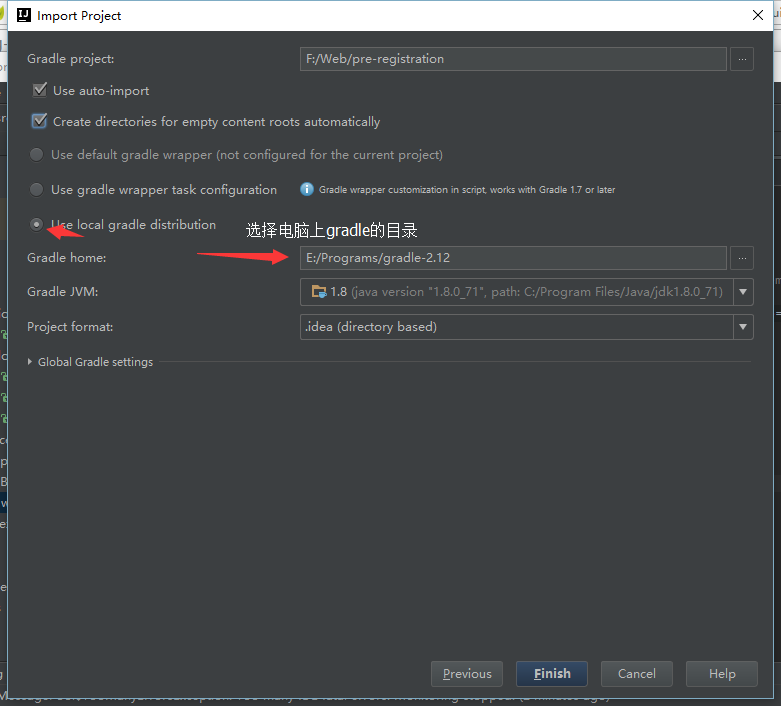 Import Project
Gradle project:
F:/Web/pre-registration
...
Use auto-import
Create directories for empty content roots automatically
Use default gradle wrapper (not configured for the current project)
Use gradle wrapper task configuration
Gradle wrapper customization in script, works with Gradle 1.7 or later
Use local gradle distribution
选择电脑上gradle的目录
Gradle home:
E:/Programs/gradle-2.12
...
Gradle JVM:
1.8 (java version "1.8.0_71", path: C:/Program Files/Java/jdk1.8.0_71)
Project format:
.idea (directory based)
Global Gradle settings
Previous
Finish
Cancel
Help